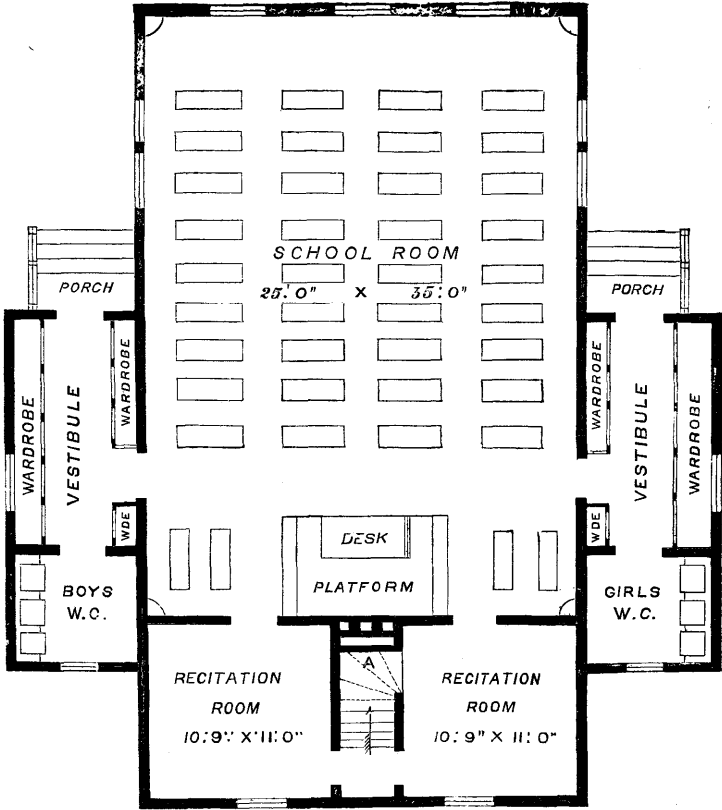 SCHOOL ROOM
25'.0" X 35'.0"
PORCH
PORCH
WARDROBE
VESTIBULE
WARDROBE
WARDROBE
VESTIBULE
WARDROBE
WDE
WDE
DESK
PLATFORM
BOYS
W.C.
GIRLS
W.C.
A
RECITATION
ROOM
10'.9" X 11'.0"
RECITATION
ROOM
10'.9" X 11'.0"